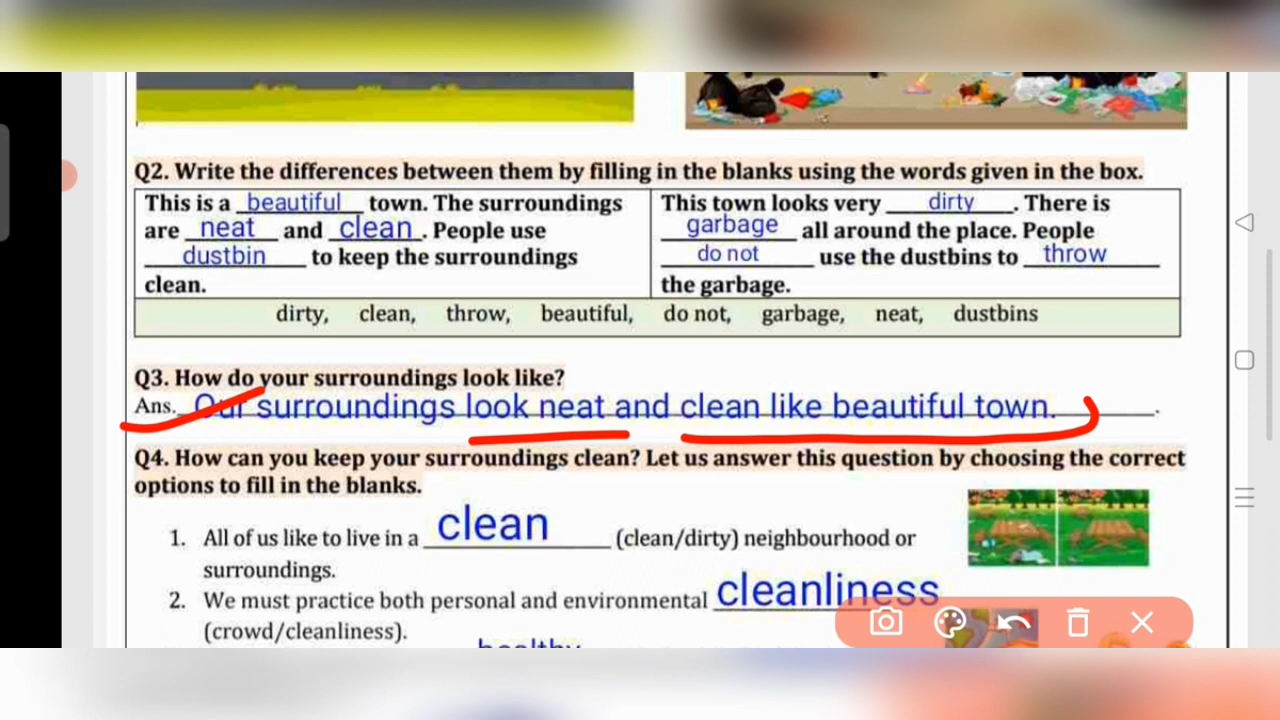 Q2. Write the differences between them by filling in the blanks using the words given in the box.
This is a beautiful town. The surroundings
are neat and clean. People use
dustbin to keep the surroundings
clean.
This town looks very dirty. There is
garbage all around the place. People
do not use the dustbins to throw
the garbage.
dirty, clean, throw, beautiful, do not, garbage, neat, dustbins
Q3. How do your surroundings look like?
Ans. Our surroundings look neat and clean like beautiful town.
Q4. How can you keep your surroundings clean? Let us answer this question by choosing the correct
options to fill in the blanks.
1. All of us like to live in a clean (clean/dirty) neighbourhood or
surroundings.
2. We must practice both personal and environmental cleanliness
(crowd/cleanliness).
healthy